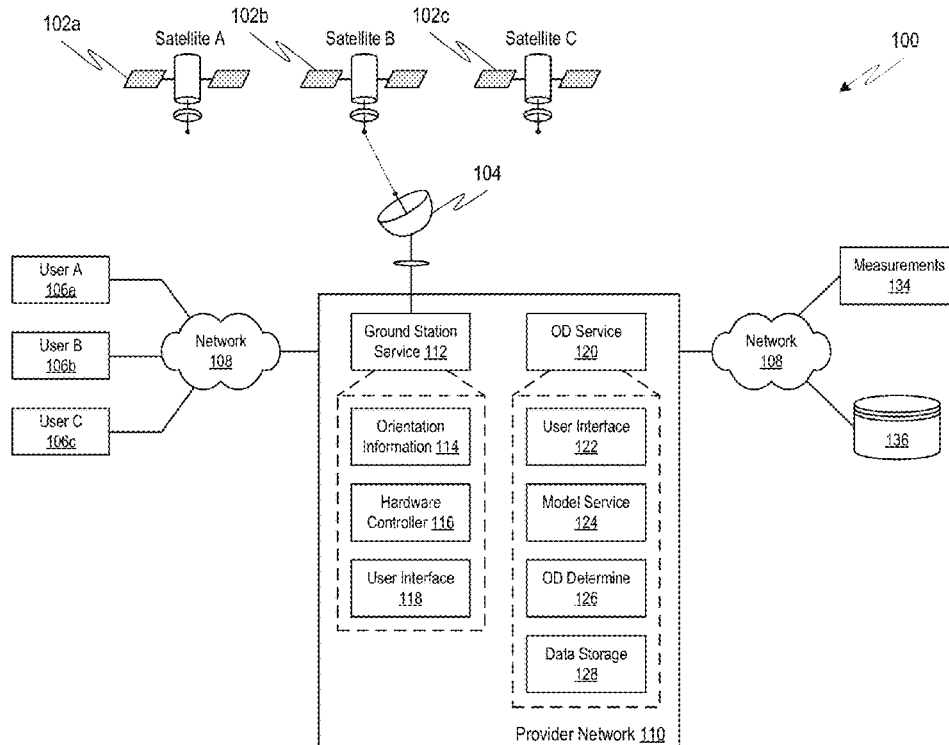 102a
102b
102c
Satellite A
Satellite B
Satellite C
100
104
User A
106a
User B
106b
User C
106c
Network
108
Ground Station
Service 112
Orientation
Information 114
Hardware
Controller 116
User Interface
118
OD Service
120
User Interface
122
Model Service
124
OD Determine
126
Data Storage
128
Provider Network 110
Network
108
Measurements
134
136